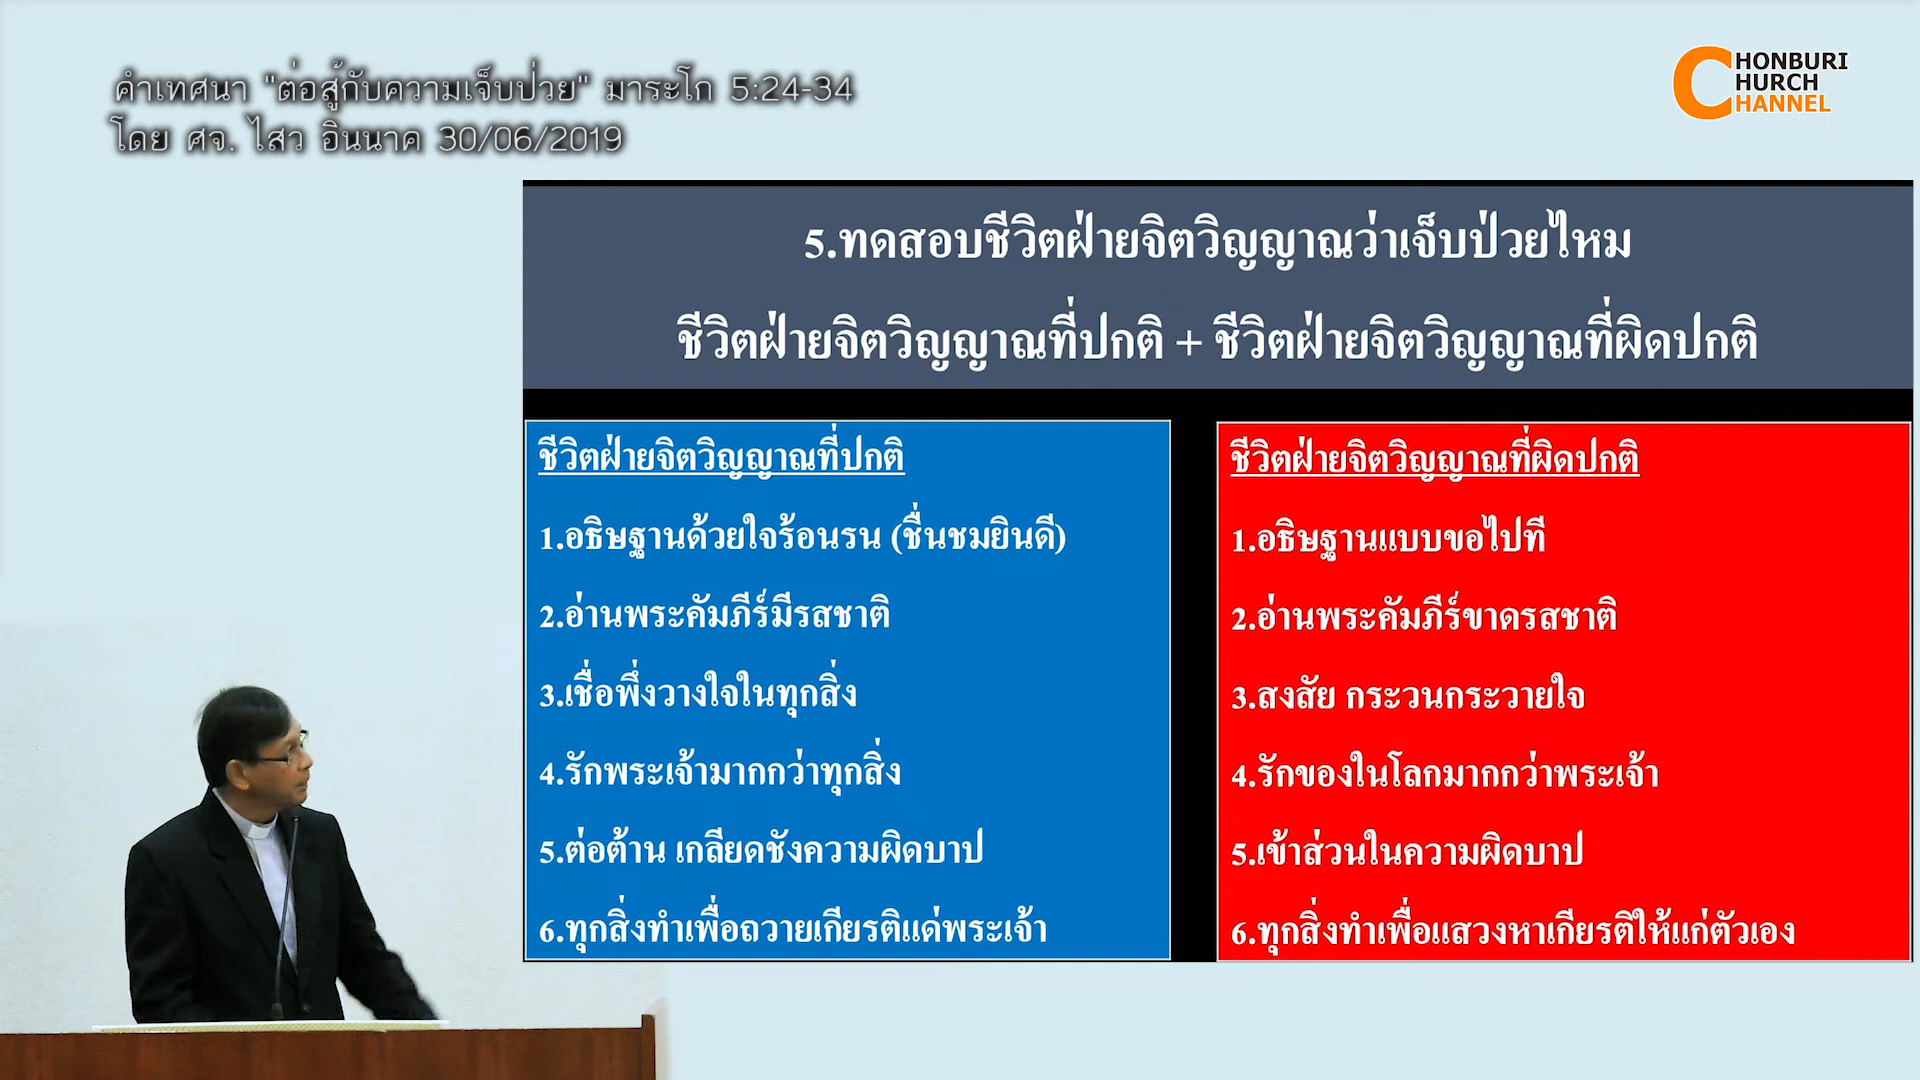 คำเทศนา "ต่อสู้กับความเจ็บป่วย" มาระโก 5:24-34
โดย ศจ. ไสว อินนาค 30/06/2019
CHONBURI
CHURCH
CHANNEL
5.ทดสอบชีวิตฝ่ายจิตวิญญาณว่าเจ็บป่วยไหม
ชีวิตฝ่ายจิตวิญญาณที่ปกติ + ชีวิตฝ่ายจิตวิญญาณที่ผิดปกติ
ชีวิตฝ่ายจิตวิญญาณที่ปกติ
1.อธิษฐานด้วยใจร้อนรน (ชื่นชมยินดี)
2.อ่านพระคัมภีร์มีรสชาติ
3.เชื่อพึ่งวางใจในทุกสิ่ง
4.รักพระเจ้ามากกว่าทุกสิ่ง
5.ต่อต้าน เกลียดชังความผิดบาป
6.ทุกสิ่งทำเพื่อถวายเกียรติแด่พระเจ้า
ชีวิตฝ่ายจิตวิญญาณที่ผิดปกติ
1.อธิษฐานแบบขอไปที
2.อ่านพระคัมภีร์ขาดรสชาติ
3.สงสัย กระวนกระวายใจ
4.รักของในโลกมากกว่าพระเจ้า
5.เข้าส่วนในความผิดบาป
6.ทุกสิ่งทำเพื่อแสวงหาเกียรติให้แก่ตัวเอง